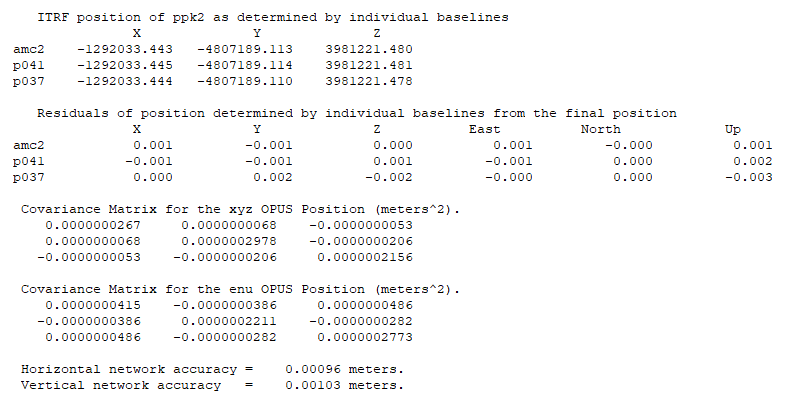 ITRF position of ppk2 as determined by individual baselines
X Y Z
amc2 -1292033.443 -4807189.113 3981221.480
p041 -1292033.445 -4807189.114 3981221.481
p037 -1292033.444 -4807189.110 3981221.478
Residuals of position determined by individual baselines from the final position
X Y Z East North Up
amc2 0.001 -0.001 0.000 0.001 -0.000 0.001
p041 -0.001 -0.001 0.001 -0.001 0.000 0.002
p037 0.000 0.002 -0.002 -0.000 0.000 -0.003
Covariance Matrix for the xyz OPUS Position (meters^2).
0.0000000267 0.0000000068 -0.0000000053
0.0000000068 0.0000002978 -0.0000000206
-0.0000000053 -0.0000000206 0.0000002156
Covariance Matrix for the enu OPUS Position (meters^2).
0.0000000415 -0.0000000386 0.0000000486
-0.0000000386 0.0000002211 -0.0000000282
0.0000000486 -0.0000000282 0.0000002773
Horizontal network accuracy = 0.00096 meters.
Vertical network accuracy = 0.00103 meters.